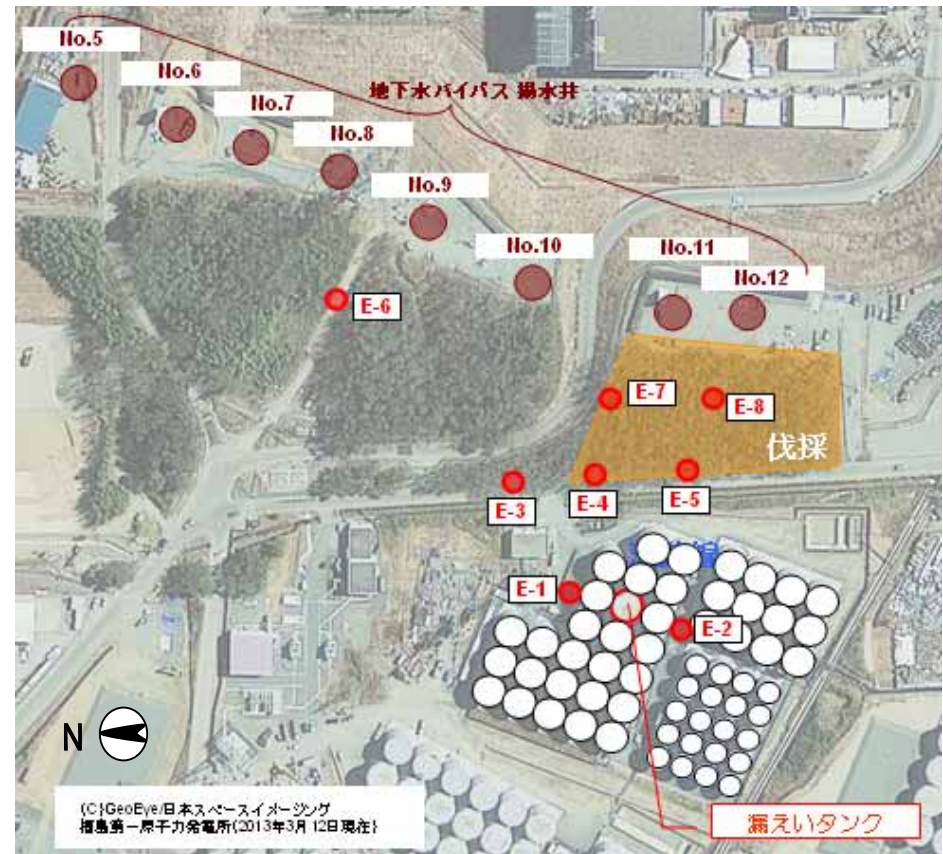 No.5
No.6
No.7
No.8
No.9
No.10
No.11
No.12
地下水バイパス 揚水井
E-6
E-7
E-8
伐採
E-3
E-4
E-5
E-1
E-2
N
漏えいタンク
(C)GeoEye/日本スペースイメージング
福島第一原子力発電所(2013年3月12日現在)